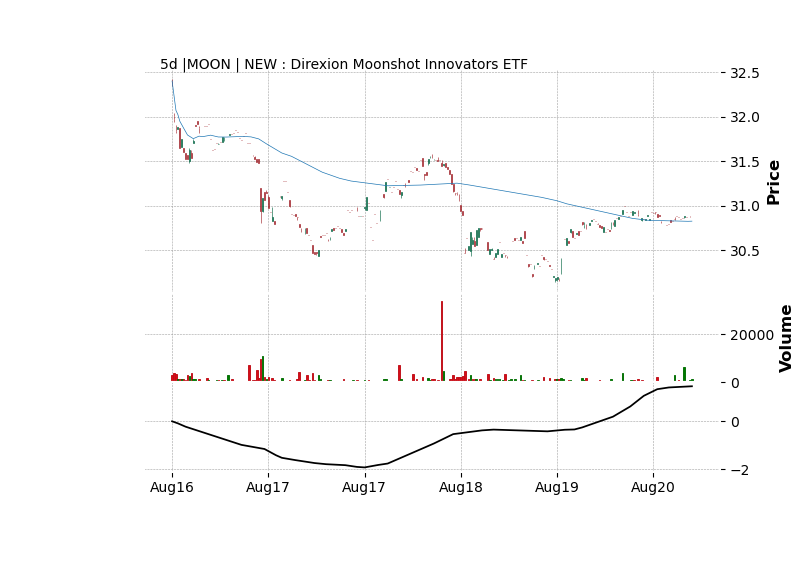 5d |MOON | NEW : Direxion Moonshot Innovators ETF
32.5
32.0
31.5
31.0
30.5
Price
20000
0
Volume
0
−2
Aug16 Aug17 Aug17 Aug18 Aug19 Aug20